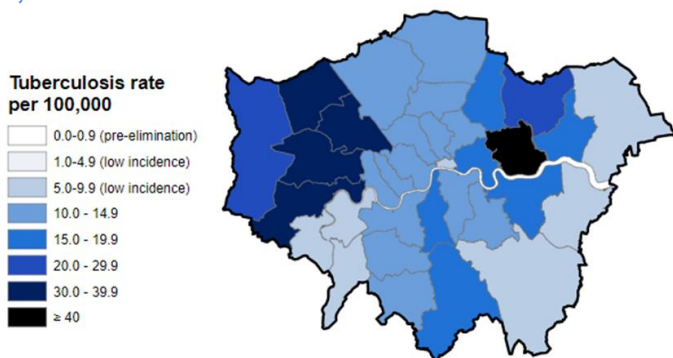 Tuberculosis rate
per 100,000
0.0-0.9 (pre-elimination)
1.0-4.9 (low incidence)
5.0-9.9 (low incidence)
10.0 - 14.9
15.0 - 19.9
20.0 - 29.9
30.0 - 39.9
≥ 40